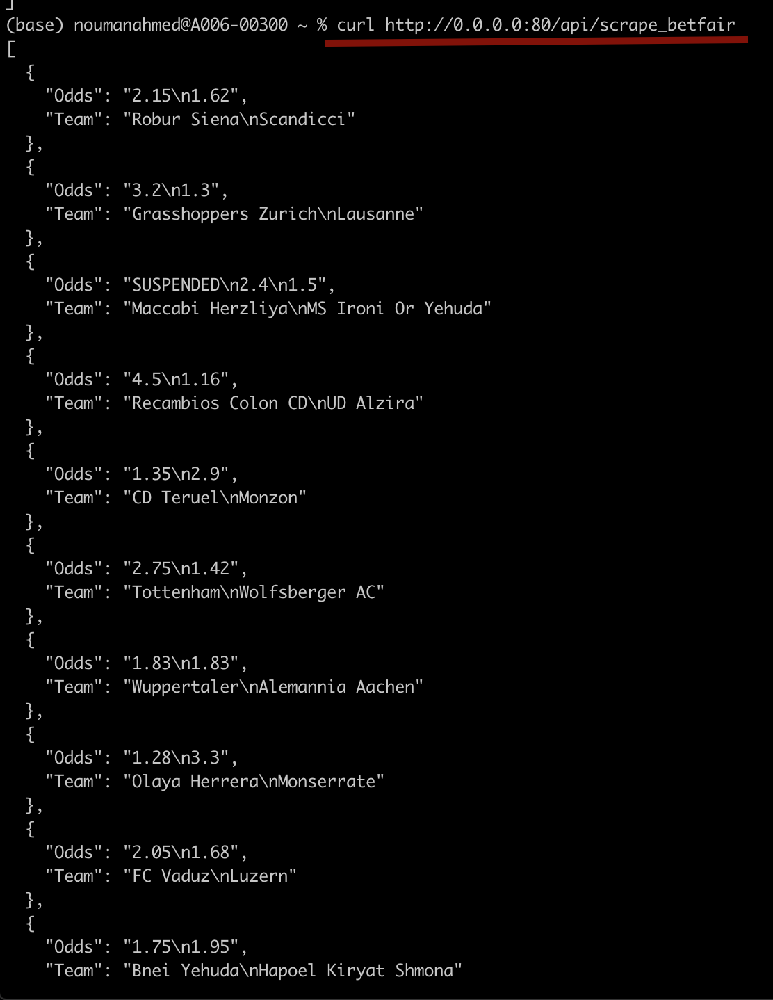 ]
(base) noumanahmed@A006-00300 ~ % curl http://0.0.0.0:80/api/scrape_betfair
[
  {
    "Odds": "2.15\n1.62",
    "Team": "Robur Siena\nScandicci"
  },
  {
    "Odds": "3.2\n1.3",
    "Team": "Grasshoppers Zurich\nLausanne"
  },
  {
    "Odds": "SUSPENDED\n2.4\n1.5",
    "Team": "Maccabi Herzliya\nMS Ironi Or Yehuda"
  },
  {
    "Odds": "4.5\n1.16",
    "Team": "Recambios Colon CD\nUD Alzira"
  },
  {
    "Odds": "1.35\n2.9",
    "Team": "CD Teruel\nMonzon"
  },
  {
    "Odds": "2.75\n1.42",
    "Team": "Tottenham\nWolfsberger AC"
  },
  {
    "Odds": "1.83\n1.83",
    "Team": "Wuppertaler\nAlemannia Aachen"
  },
  {
    "Odds": "1.28\n3.3",
    "Team": "Olaya Herrera\nMonserrate"
  },
  {
    "Odds": "2.05\n1.68",
    "Team": "FC Vaduz\nLuzern"
  },
  {
    "Odds": "1.75\n1.95",
    "Team": "Bnei Yehuda\nHapoel Kiryat Shmona"